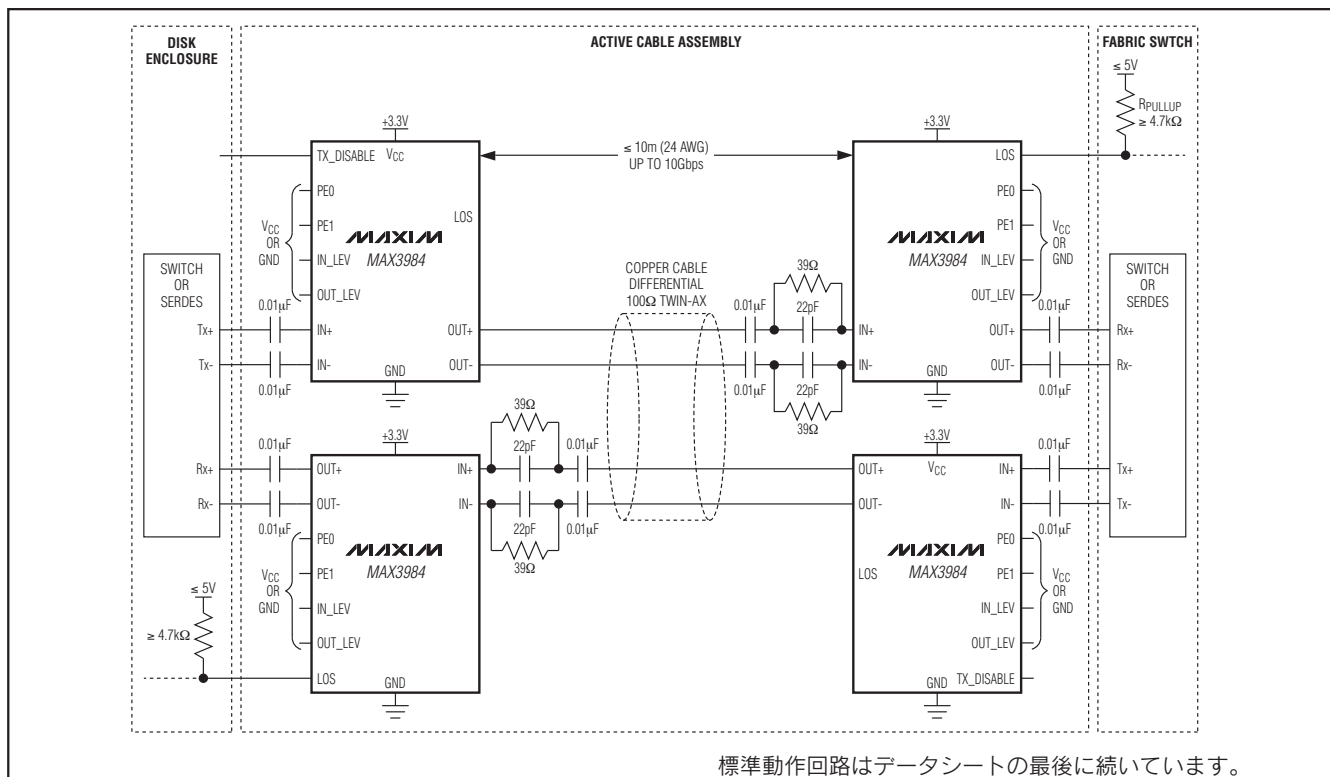 DISK
ENCLOSURE
ACTIVE CABLE ASSEMBLY
FABRIC SWTCH
≤ 5V
RPULLUP
≥ 4.7kΩ
+3.3V
TX_DISABLE
VCC
PE0
PE1
IN_LEV
OUT_LEV
VCC
OR
GND
LOS
MAXIM
MAX3984
IN+
IN-
OUT+
OUT-
GND
≤ 10m (24 AWG)
UP TO 10Gbps
+3.3V
LOS
PE0
PE1
IN_LEV
OUT_LEV
VCC
OR
GND
MAXIM
MAX3984
IN+
IN-
OUT+
OUT-
GND
SWITCH
OR
SERDES
Tx+
Tx-
Rx+
Rx-
0.01µF
0.01µF
0.01µF
0.01µF
COPPER CABLE
DIFFERENTIAL
100Ω TWIN-AX
39Ω
0.01µF
22pF
0.01µF
22pF
39Ω
0.01µF
0.01µF
SWITCH
OR
SERDES
Rx+
Rx-
Tx+
Tx-
39Ω
22pF
0.01µF
22pF
0.01µF
39Ω
+3.3V
OUT+
OUT-
IN+
IN-
PE0
PE1
IN_LEV
OUT_LEV
VCC
OR
GND
MAXIM
MAX3984
LOS
GND
≤ 5V
≥ 4.7kΩ
+3.3V
VCC
OUT+
OUT-
IN+
IN-
0.01µF
0.01µF
LOS
MAXIM
MAX3984
PE0
PE1
IN_LEV
OUT_LEV
VCC
OR
GND
GND
TX_DISABLE
標準動作回路はデータシートの最後に続いています。